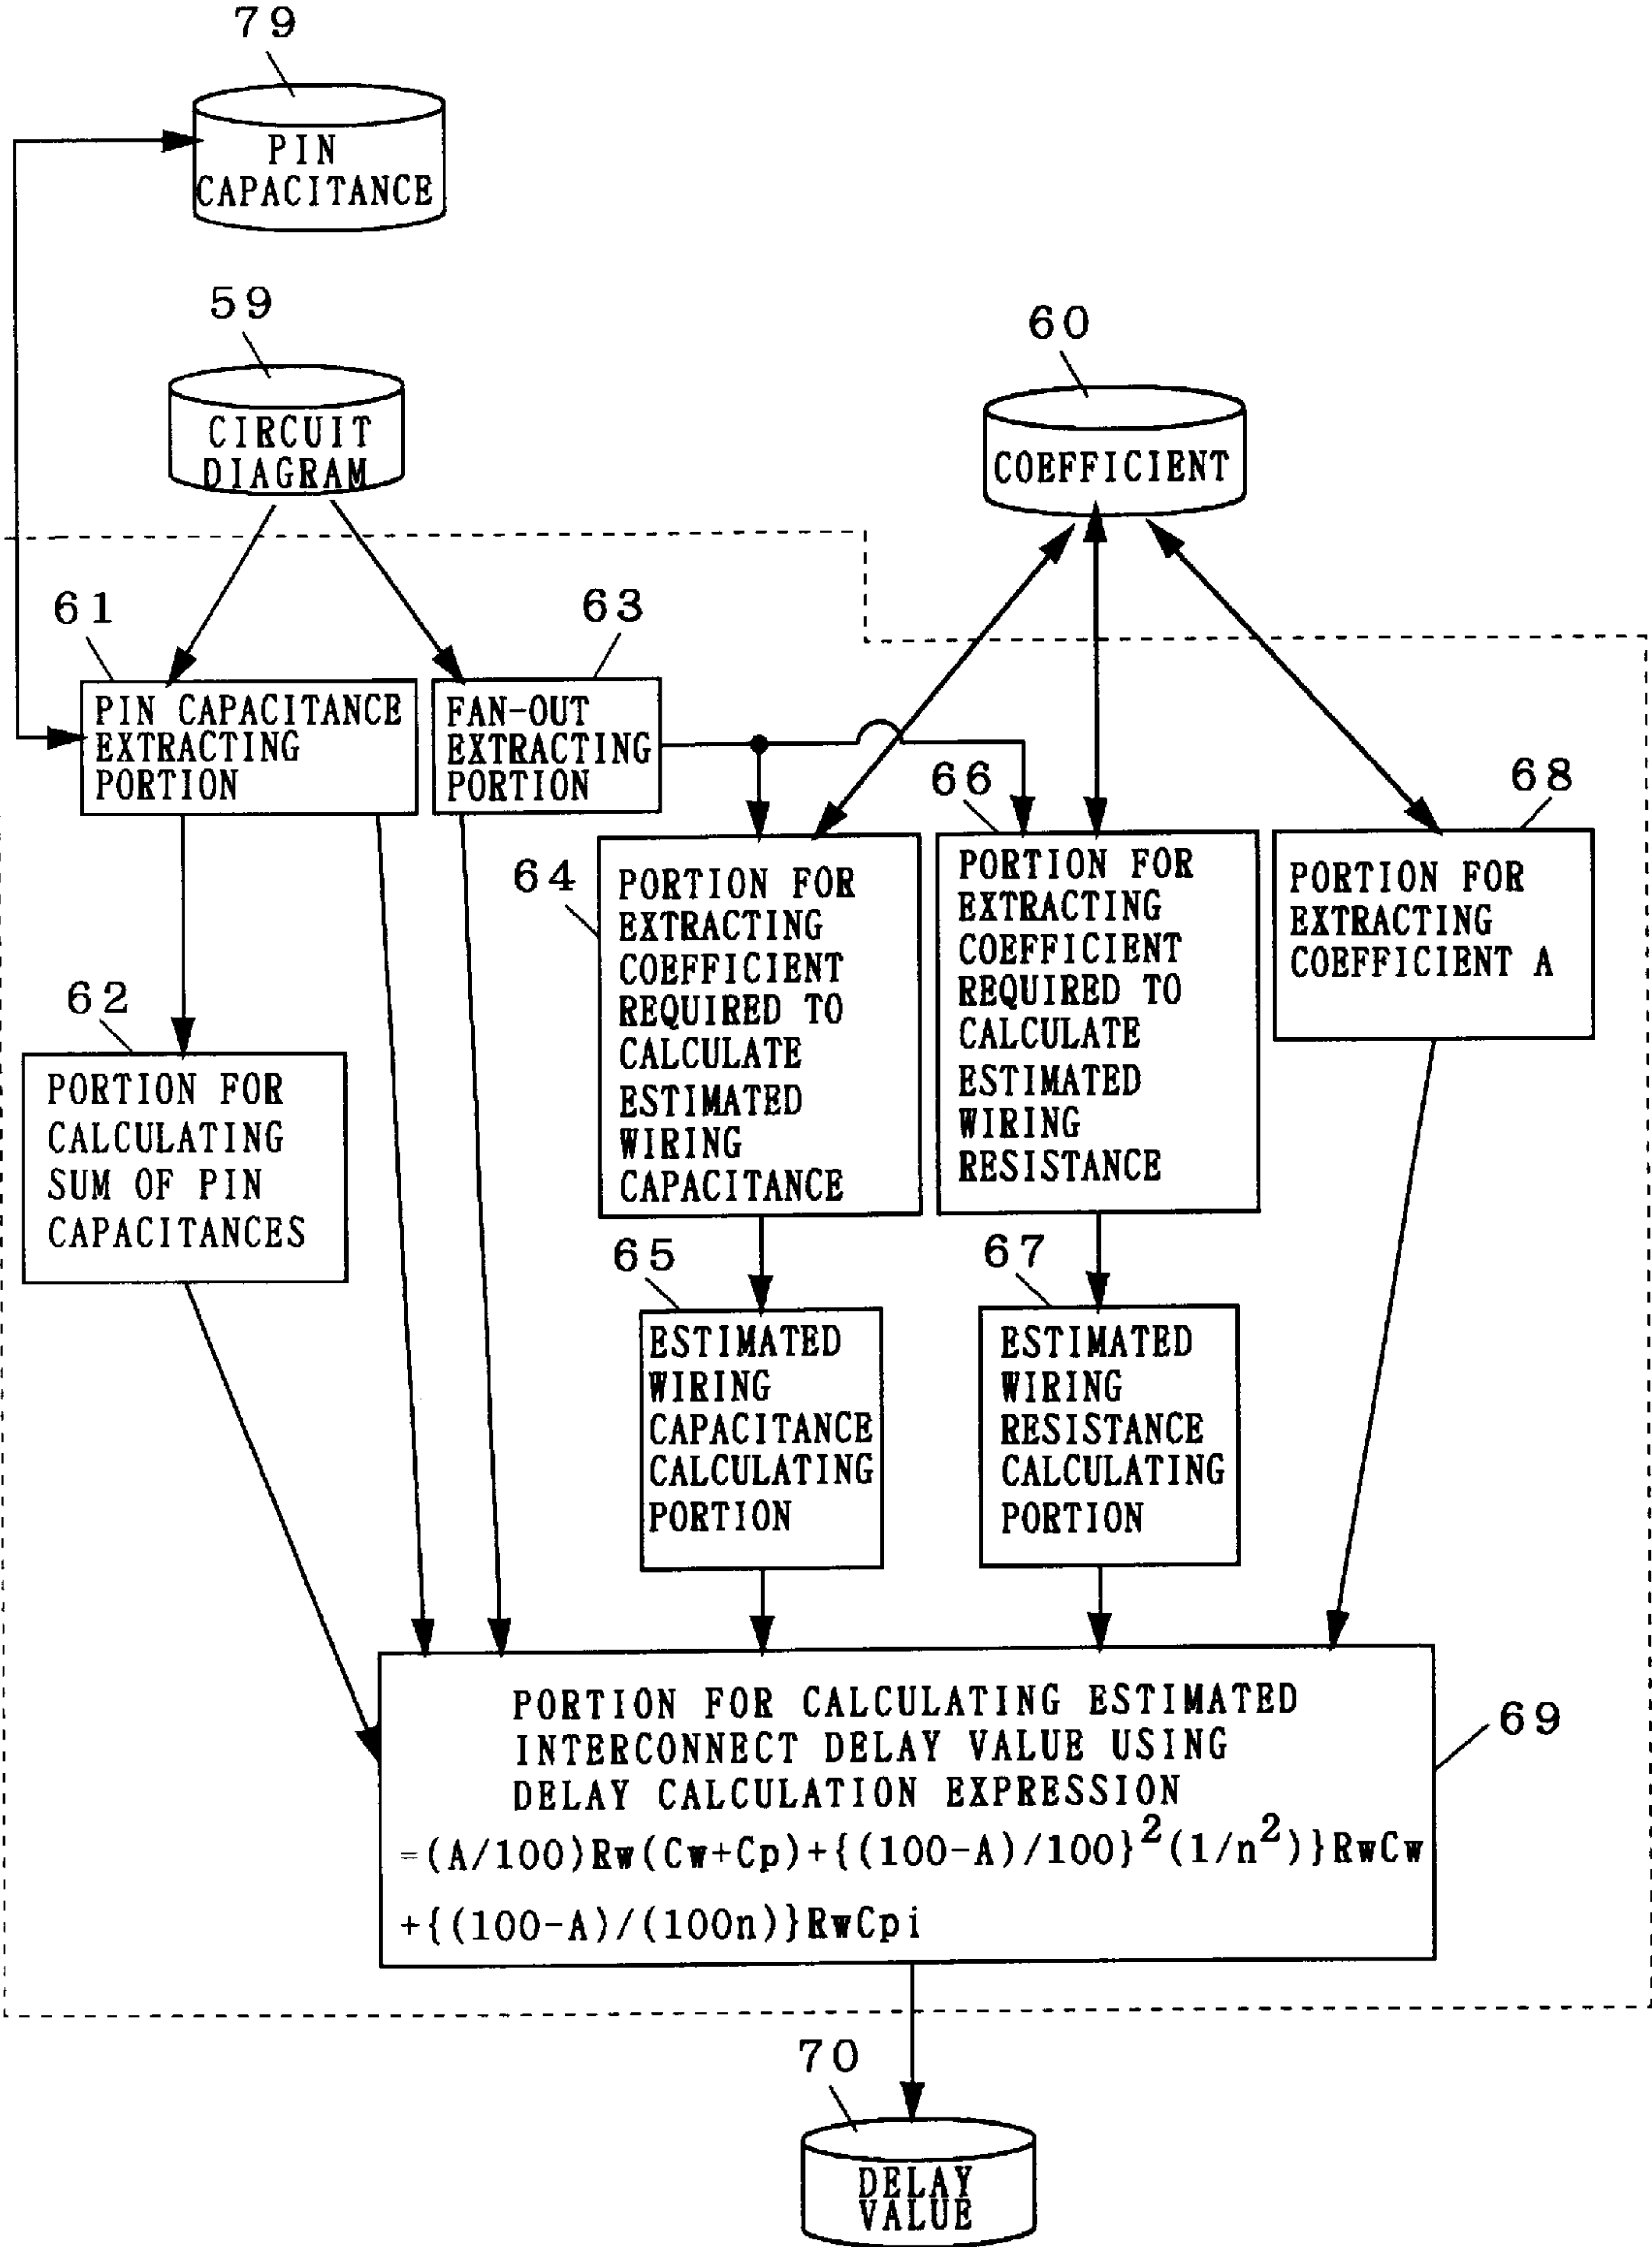 79
PIN
CAPACITANCE
59
CIRCUIT
DIAGRAM
60
COEFFICIENT
61
PIN CAPACITANCE
EXTRACTING
PORTION
63
FAN-OUT
EXTRACTING
PORTION
62
PORTION FOR
CALCULATING
SUM OF PIN
CAPACITANCES
64
PORTION FOR
EXTRACTING
COEFFICIENT
REQUIRED TO
CALCULATE
ESTIMATED
WIRING
CAPACITANCE
66
PORTION FOR
EXTRACTING
COEFFICIENT
REQUIRED TO
CALCULATE
ESTIMATED
WIRING
RESISTANCE
68
PORTION FOR
EXTRACTING
COEFFICIENT A
65
ESTIMATED
WIRING
CAPACITANCE
CALCULATING
PORTION
67
ESTIMATED
WIRING
RESISTANCE
CALCULATING
PORTION
69
PORTION FOR CALCULATING ESTIMATED
INTERCONNECT DELAY VALUE USING
DELAY CALCULATION EXPRESSION
=(A/100)Rw(Cw+Cp)+{(100-A)/100}²(1/n²)}RwCw
+{(100-A)/(100n)}RwCpi
70
DELAY
VALUE